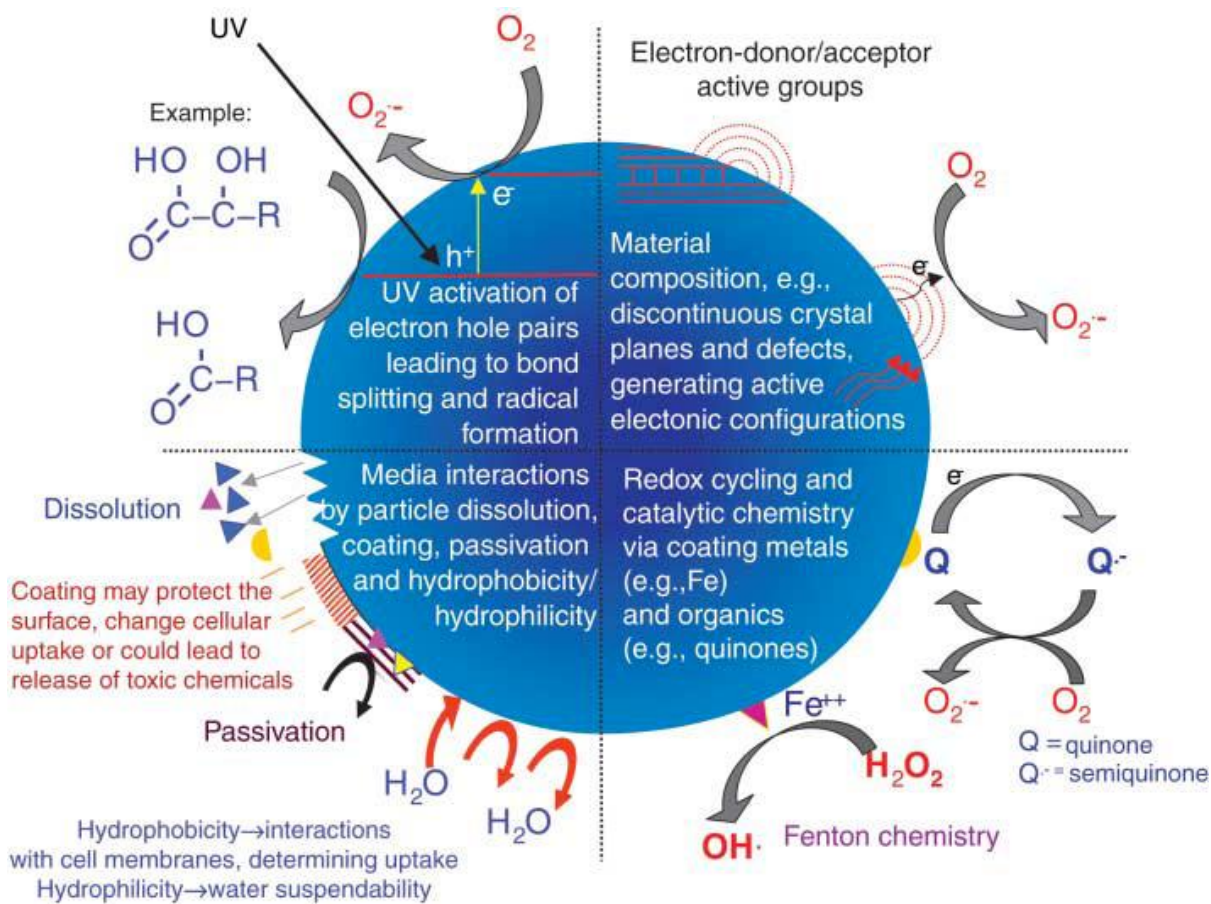 UV
O2
O2·-
Example:
HO OH
C–C–R
O
HO
C–R
O
e-
h+
UV activation of
electron hole pairs
leading to bond
splitting and radical
formation
Electron-donor/acceptor
active groups
O2
e-
O2·-
Material
composition, e.g.,
discontinuous crystal
planes and defects,
generating active
electonic configurations
Dissolution
Media interactions
by particle dissolution,
coating, passivation
and hydrophobicity/
hydrophilicity
Coating may protect the
surface, change cellular
uptake or could lead to
release of toxic chemicals
Passivation
H2O
H2O
Hydrophobicity→interactions
with cell membranes, determining uptake
Hydrophilicity→water suspendability
Redox cycling and
catalytic chemistry
via coating metals
(e.g.,Fe)
and organics
(e.g., quinones)
e-
Q Q·-
O2·- O2
Q = quinone
Q·- = semiquinone
Fe++
H2O2
OH·
Fenton chemistry